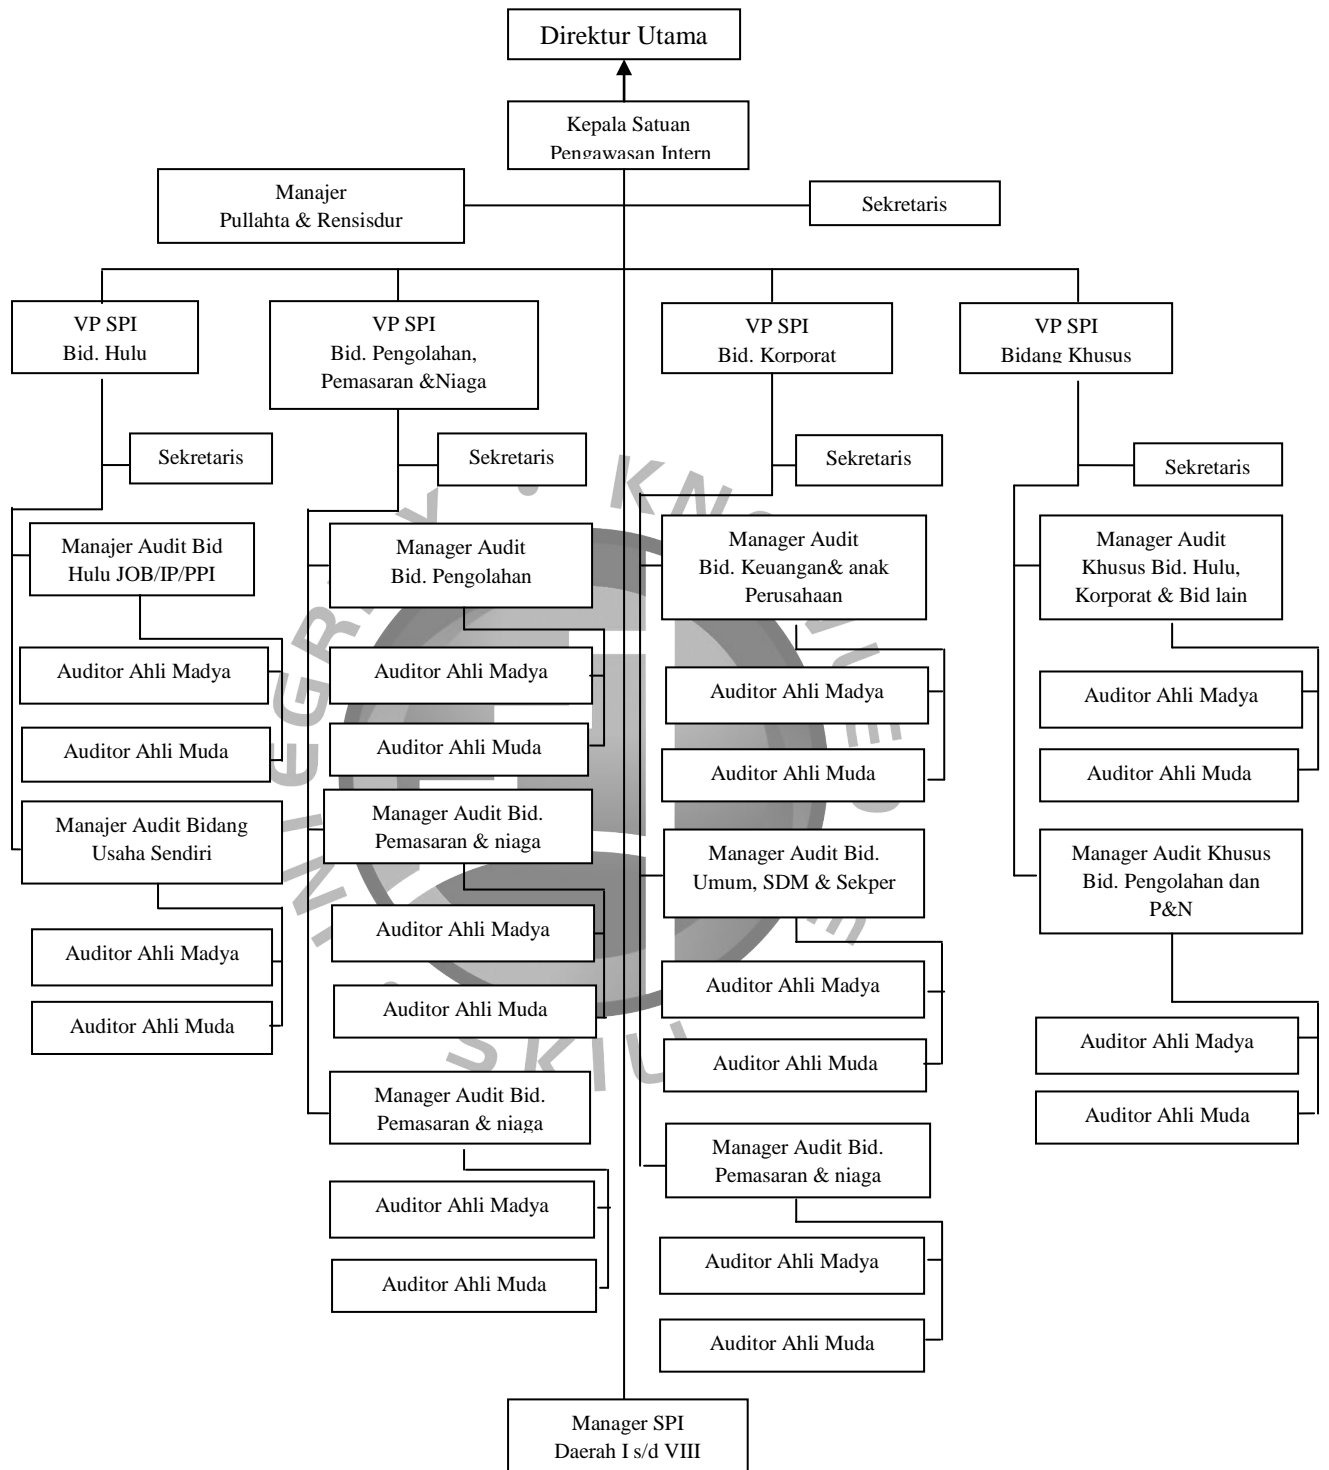 Direktur Utama
Kepala Satuan
Pengawasan Intern
Manajer
Pullahta & Rensisdur
Sekretaris
VP SPI
Bid. Hulu
VP SPI
Bid. Pengolahan,
Pemasaran &Niaga
VP SPI
Bid. Korporat
VP SPI
Bidang Khusus
Sekretaris
Sekretaris
Sekretaris
Sekretaris
Manajer Audit Bid
Hulu JOB/IP/PPI
Auditor Ahli Madya
Auditor Ahli Muda
Manajer Audit Bidang
Usaha Sendiri
Auditor Ahli Madya
Auditor Ahli Muda
Manager Audit
Bid. Pengolahan
Auditor Ahli Madya
Auditor Ahli Muda
Manager Audit Bid.
Pemasaran & niaga
Auditor Ahli Madya
Auditor Ahli Muda
Manager Audit Bid.
Pemasaran & niaga
Auditor Ahli Madya
Auditor Ahli Muda
Manager Audit
Bid. Keuangan& anak
Perusahaan
Auditor Ahli Madya
Auditor Ahli Muda
Manager Audit Bid.
Umum, SDM & Sekper
Auditor Ahli Madya
Auditor Ahli Muda
Manager Audit Bid.
Pemasaran & niaga
Auditor Ahli Madya
Auditor Ahli Muda
Manager Audit
Khusus Bid. Hulu,
Korporat & Bid lain
Auditor Ahli Madya
Auditor Ahli Muda
Manager Audit Khusus
Bid. Pengolahan dan
P&N
Auditor Ahli Madya
Auditor Ahli Muda
Manager SPI
Daerah I s/d VIII